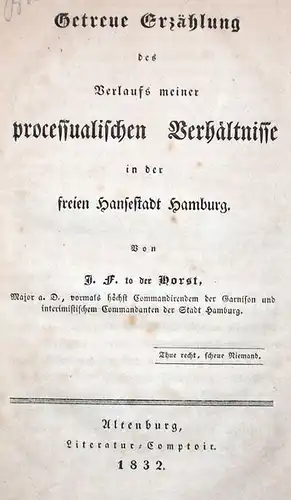 Getreue Erzählung
des
Verlaufs meiner
processualischen Verhältnisse
in der
freien Hansestadt Hamburg.
Von
J. F. to der Horst,
Major a. D., vormals höchst Commandirendem der Garnison und
interimistischem Commandanten der Stadt Hamburg.
Thue recht, scheue Niemand.
Altenburg,
Literatur-Comptoir.
1832.